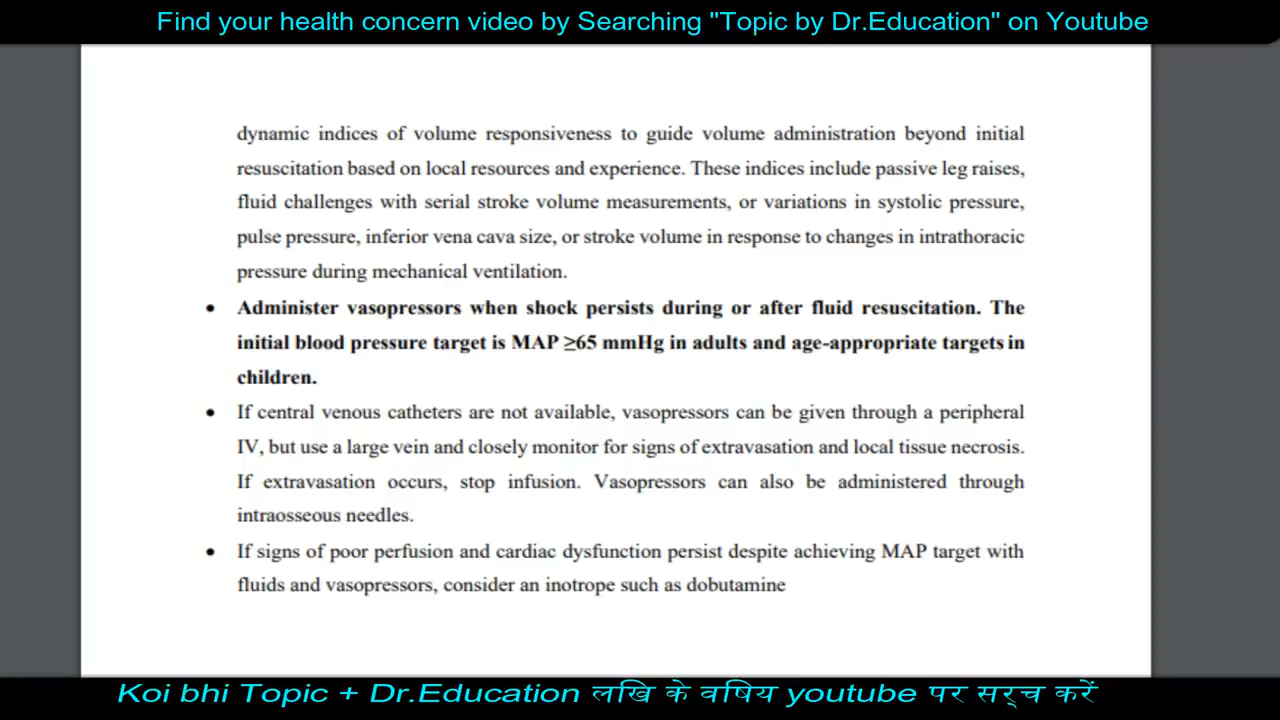 Find your health concern video by Searching "Topic by Dr.Education" on Youtube
dynamic indices of volume responsiveness to guide volume administration beyond initial
resuscitation based on local resources and experience. These indices include passive leg raises,
fluid challenges with serial stroke volume measurements, or variations in systolic pressure,
pulse pressure, inferior vena cava size, or stroke volume in response to changes in intrathoracic
pressure during mechanical ventilation.
• Administer vasopressors when shock persists during or after fluid resuscitation. The
initial blood pressure target is MAP ≥65 mmHg in adults and age-appropriate targets in
children.
• If central venous catheters are not available, vasopressors can be given through a peripheral
IV, but use a large vein and closely monitor for signs of extravasation and local tissue necrosis.
If extravasation occurs, stop infusion. Vasopressors can also be administered through
intraosseous needles.
• If signs of poor perfusion and cardiac dysfunction persist despite achieving MAP target with
fluids and vasopressors, consider an inotrope such as dobutamine
Koi bhi Topic + Dr.Education लिख के विषय youtube पर सर्च करें